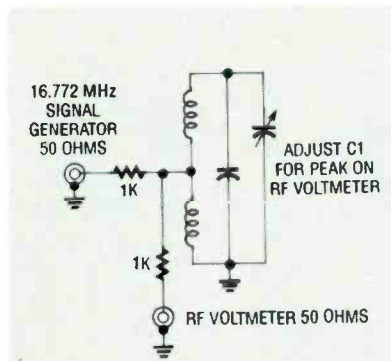 16.772 MHz
SIGNAL
GENERATOR
50 OHMS
1K
ADJUST C1
FOR PEAK ON
RF VOLTMETER
1K
RF VOLTMETER 50 OHMS